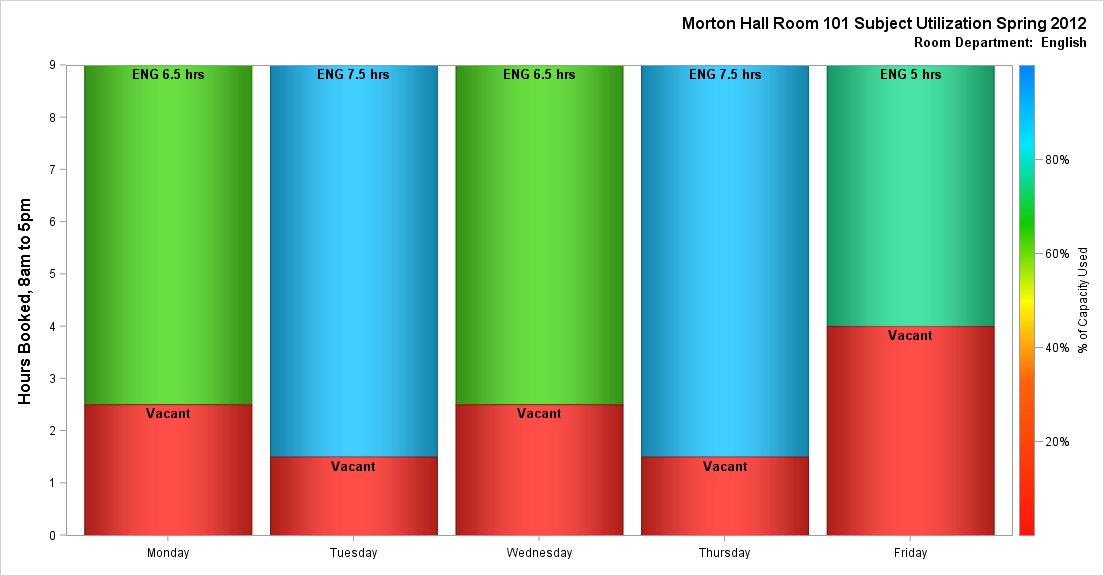 Morton Hall Room 101 Subject Utilization Spring 2012
Room Department:  English
Hours Booked, 8am to 5pm
9
8
7
6
5
4
3
2
1
0
ENG 6.5 hrs
Vacant
ENG 7.5 hrs
Vacant
ENG 6.5 hrs
Vacant
ENG 7.5 hrs
Vacant
ENG 5 hrs
Vacant
Monday
Tuesday
Wednesday
Thursday
Friday
80%
60%
40%
20%
% of Capacity Used